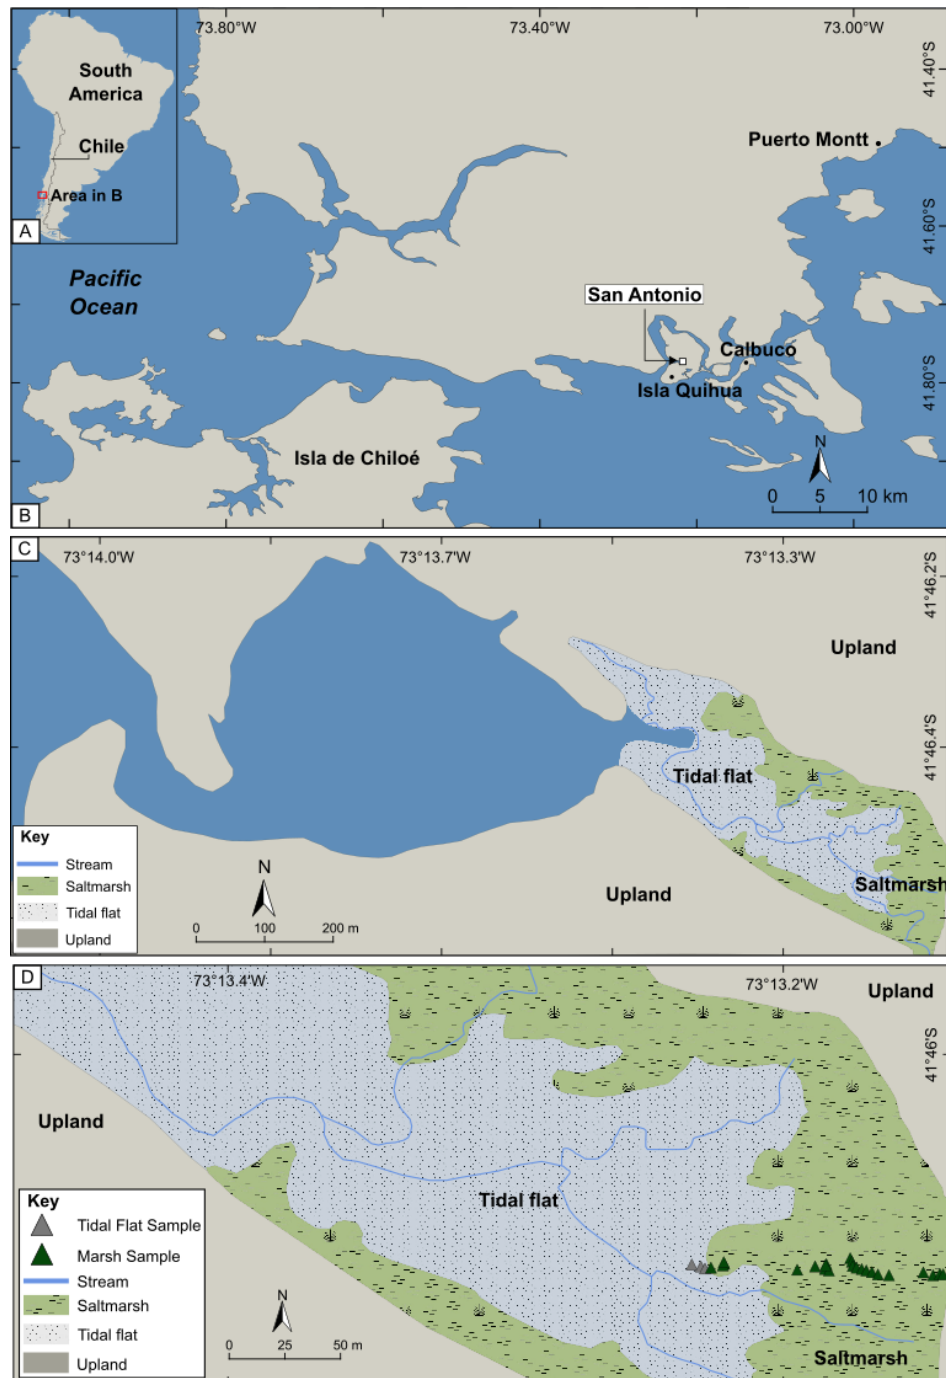 73.80°W
73.40°W
73.00°W
41.40°S
South
America
Chile
Puerto Montt
Area in B
A
41.60°S
Pacific
Ocean
San Antonio
Calbuco
41.80°S
Isla Quihua
Isla de Chiloé
N
0 5 10 km
B
C
73°14.0'W
73°13.7'W
73°13.3'W
41°46.2'S
Upland
41°46.4'S
Tidal flat
Key
Stream
Saltmarsh
Tidal flat
Upland
N
0 100 200 m
Upland
Saltmarsh
D
73°13.4'W
73°13.2'W
Upland
41°46'S
Upland
Tidal flat
Key
Tidal Flat Sample
Marsh Sample
Stream
Saltmarsh
Tidal flat
Upland
N
0 25 50 m
Saltmarsh